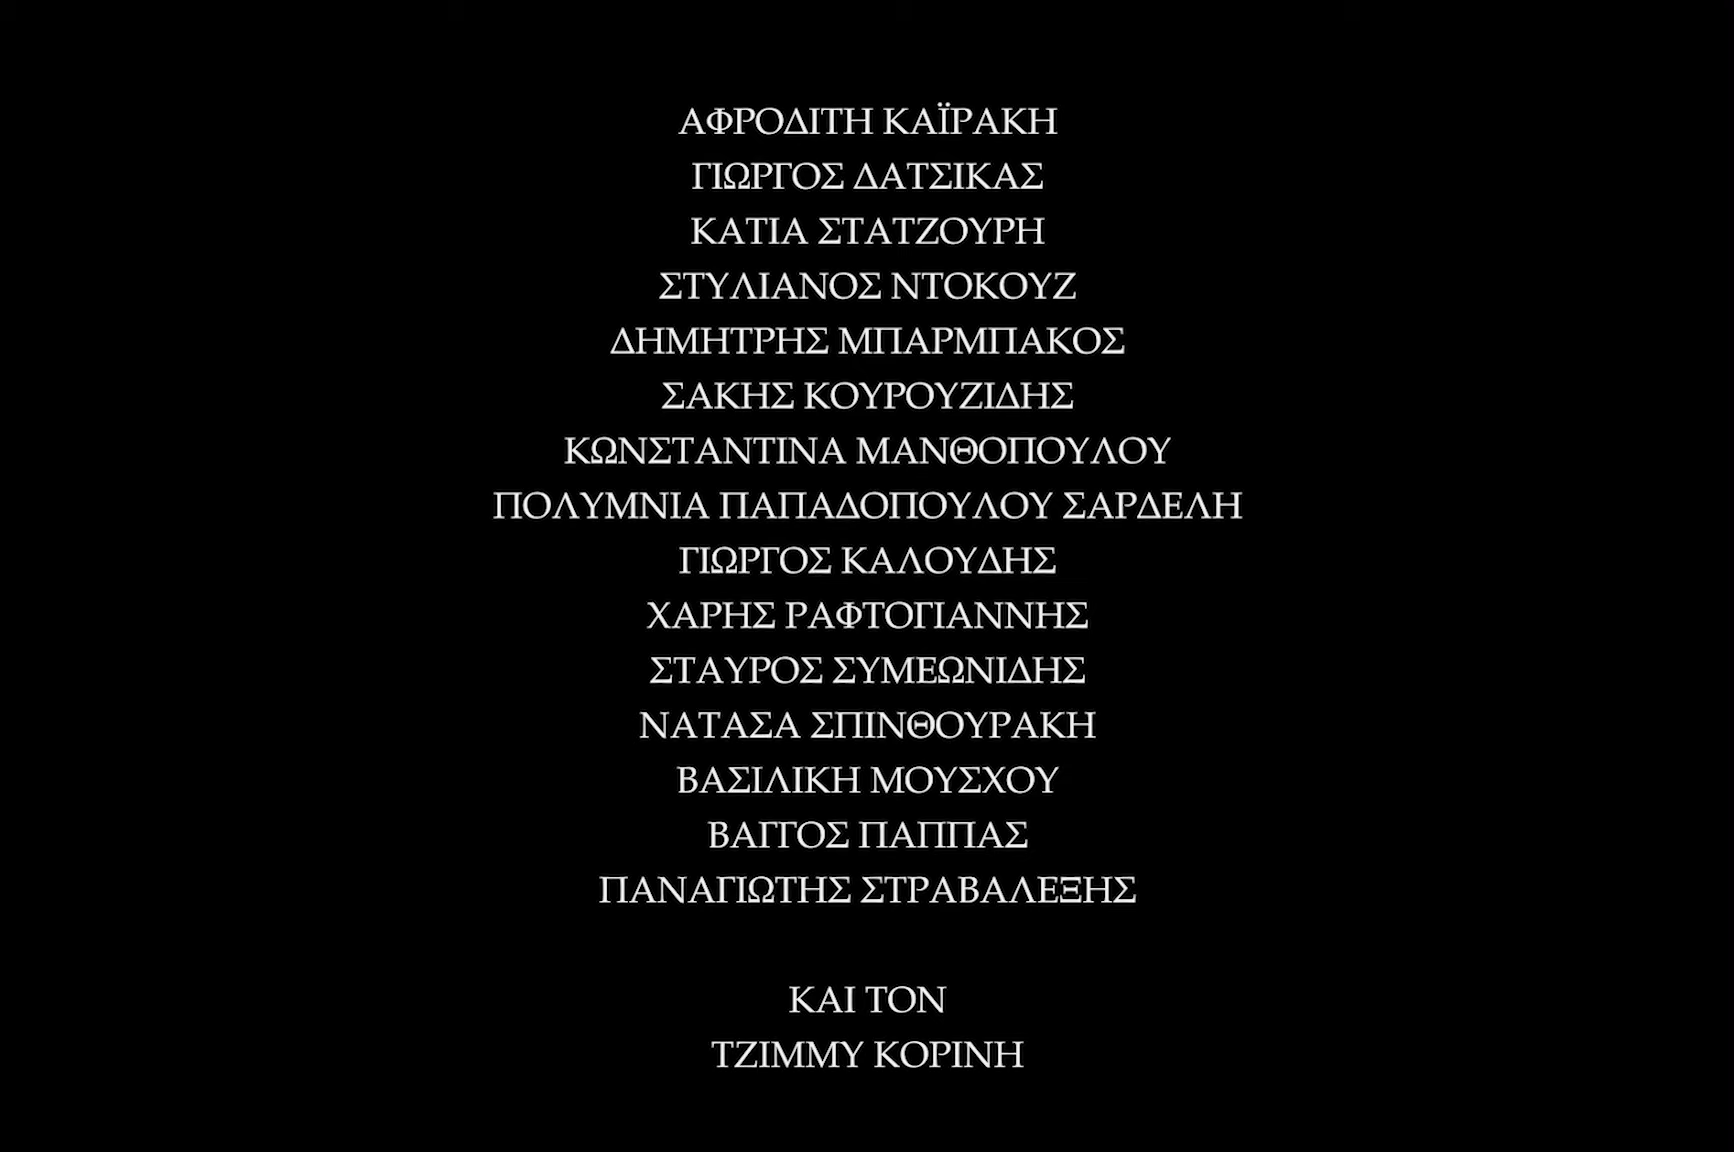 ΑΦΡΟΔΙΤΗ ΚΑΪΡΑΚΗ
ΓΙΩΡΓΟΣ ΔΑΤΣΙΚΑΣ
ΚΑΤΙΑ ΣΤΑΤΖΟΥΡΗ
ΣΤΥΛΙΑΝΟΣ ΝΤΟΚΟΥΖ
ΔΗΜΗΤΡΗΣ ΜΠΑΡΜΠΑΚΟΣ
ΣΑΚΗΣ ΚΟΥΡΟΥΖΙΔΗΣ
ΚΩΝΣΤΑΝΤΙΝΑ ΜΑΝΘΟΠΟΥΛΟΥ
ΠΟΛΥΜΝΙΑ ΠΑΠΑΔΟΠΟΥΛΟΥ ΣΑΡΔΕΛΗ
ΓΙΩΡΓΟΣ ΚΑΛΟΥΔΗΣ
ΧΑΡΗΣ ΡΑΦΤΟΓΙΑΝΝΗΣ
ΣΤΑΥΡΟΣ ΣΥΜΕΩΝΙΔΗΣ
ΝΑΤΑΣΑ ΣΠΙΝΘΟΥΡΑΚΗ
ΒΑΣΙΛΙΚΗ ΜΟΥΣΧΟΥ
ΒΑΓΓΟΣ ΠΑΠΠΑΣ
ΠΑΝΑΓΙΩΤΗΣ ΣΤΡΑΒΑΛΕΞΗΣ
ΚΑΙ ΤΟΝ
ΤΖΙΜΜΥ ΚΟΡΙΝΗ